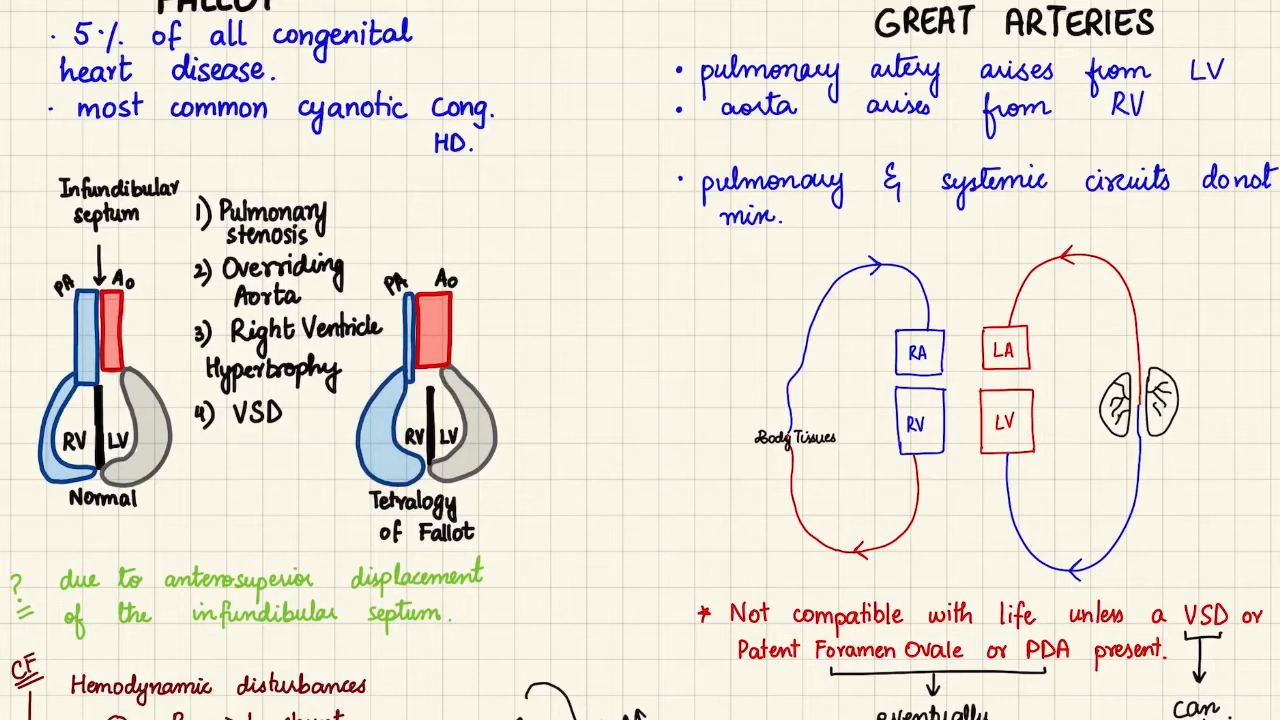 FALLOT
· 5% of all congenital
heart disease.
· most common cyanotic Cong.
HD.
Infundibular
septum
PA Ao
RV LV
Normal
1) Pulmonary
stenosis
2) Overriding
Aorta
3) Right Ventricle
Hypertrophy
4) VSD
PA Ao
RV LV
Tetralogy
of Fallot
? due to anterosuperior displacement
of the infundibular septum.
CF
Hemodynamic disturbances
GREAT ARTERIES
· pulmonary artery arises from LV
· aorta arises from RV
· pulmonary & systemic circuits do not
mix.
RA LA
RV LV
Body Tissues
* Not compatible with life unless a VSD or
Patent Foramen Ovale or PDA present.
eventually
can